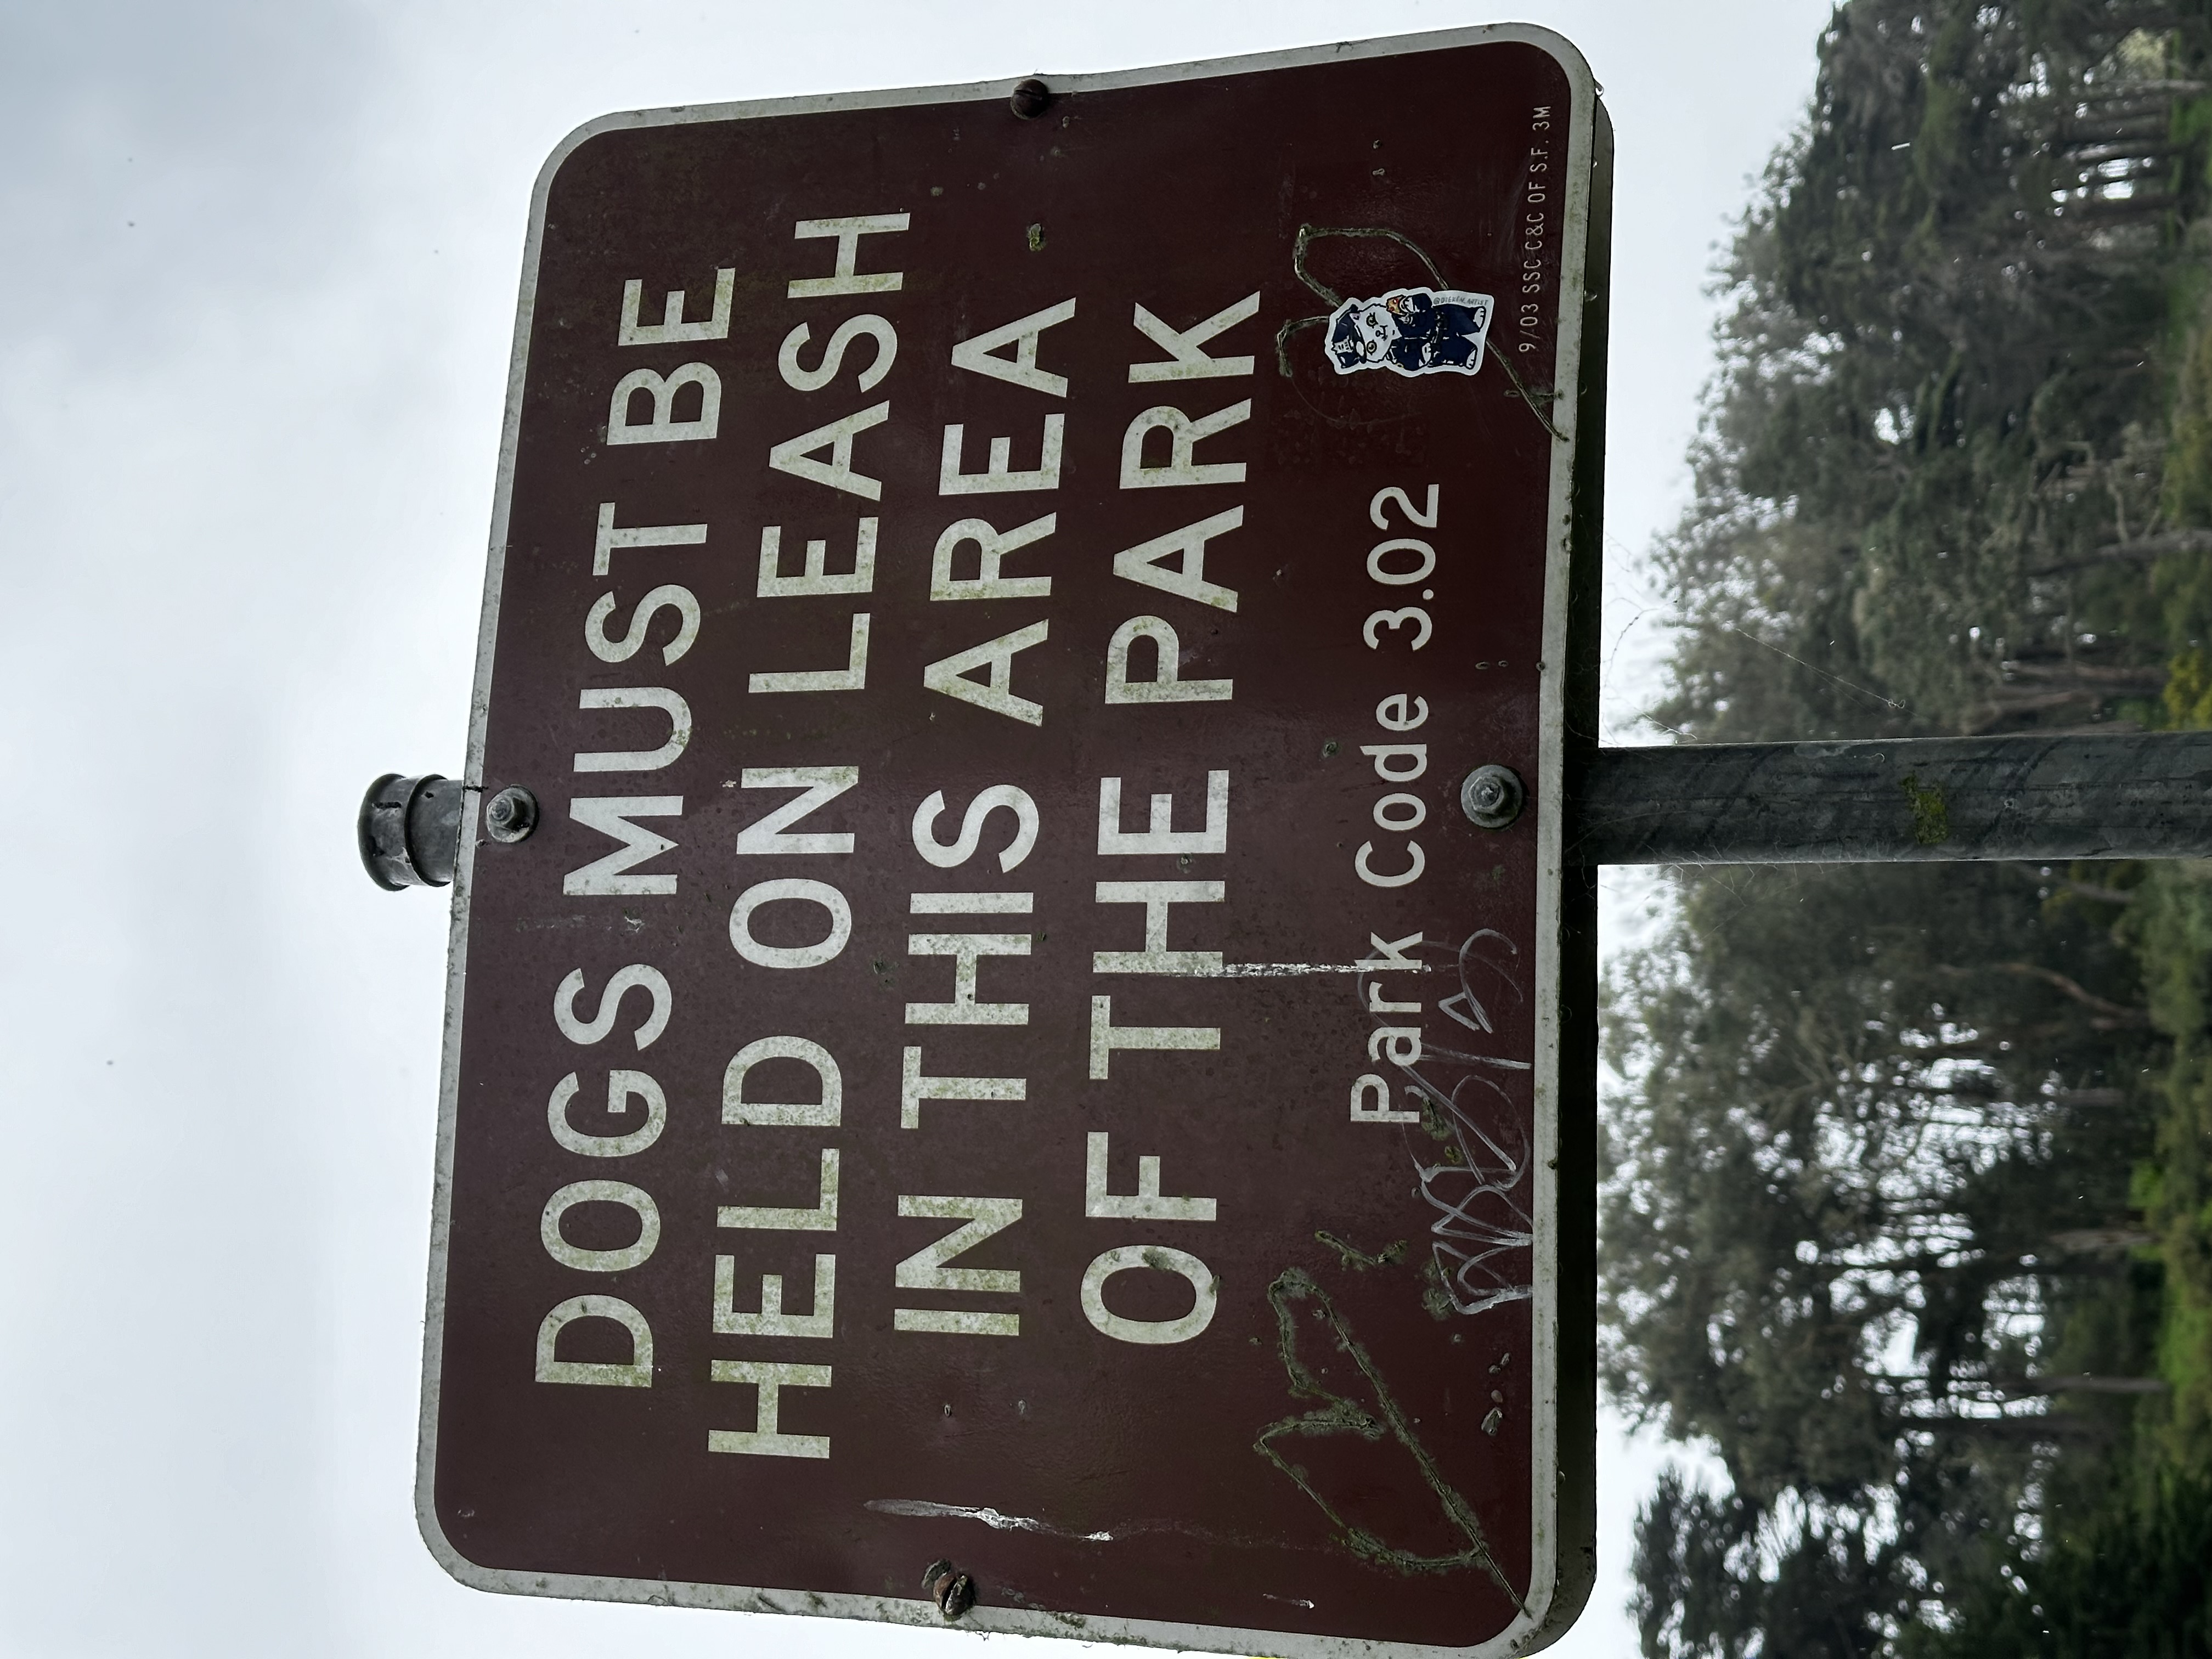 DOGS MUST BE
HELD ON LEASH
IN THIS AREA
OF THE PARK
Park Code 3.02
9/03 SSC C&C OF S.F. 3M